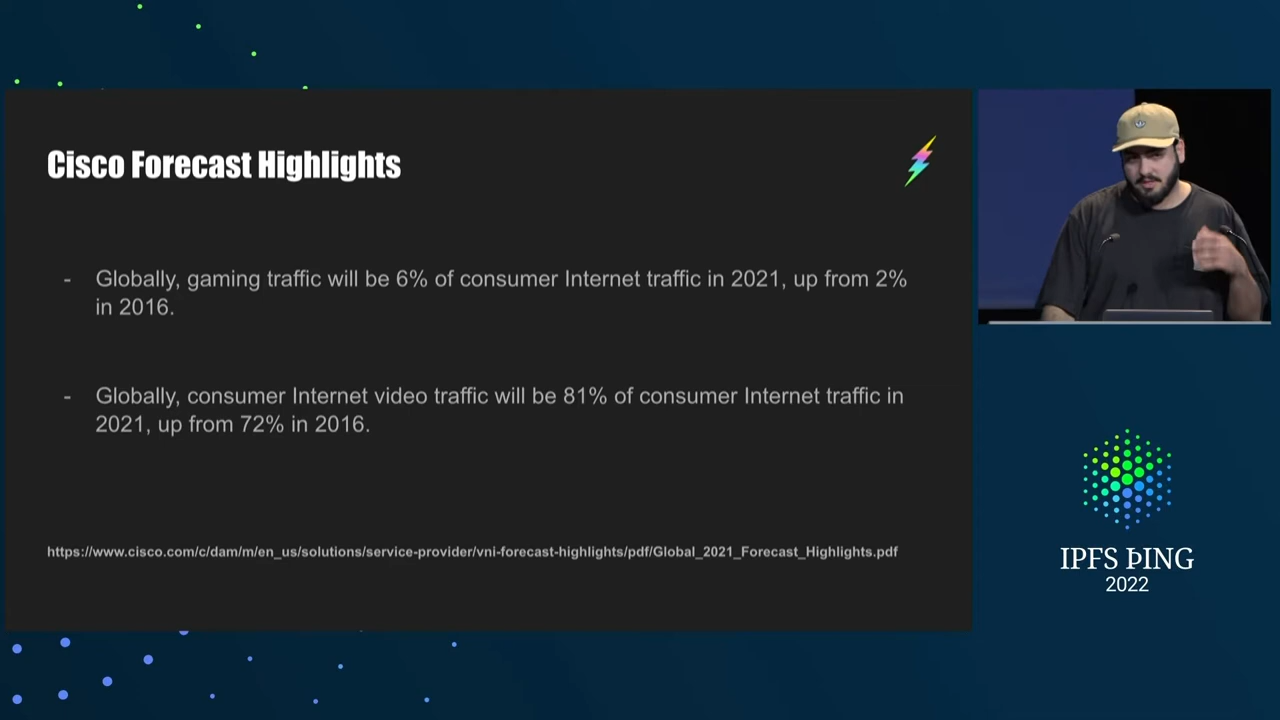 Cisco Forecast Highlights
- Globally, gaming traffic will be 6% of consumer Internet traffic in 2021, up from 2%
in 2016.
- Globally, consumer Internet video traffic will be 81% of consumer Internet traffic in
2021, up from 72% in 2016.
https://www.cisco.com/c/dam/m/en_us/solutions/service-provider/vni-forecast-highlights/pdf/Global_2021_Forecast_Highlights.pdf
IPFS ÞING
2022